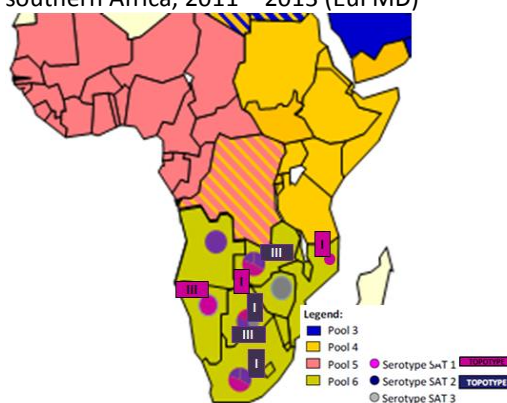 southern Africa, 2011 – 2015 (EuFMD)
III
I
III
I
I
III
I
Legend:
Pool 3
Pool 4
Pool 5
Pool 6
Serotype SAT 1
TOPOTYPE
Serotype SAT 2
TOPOTYPE
Serotype SAT 3